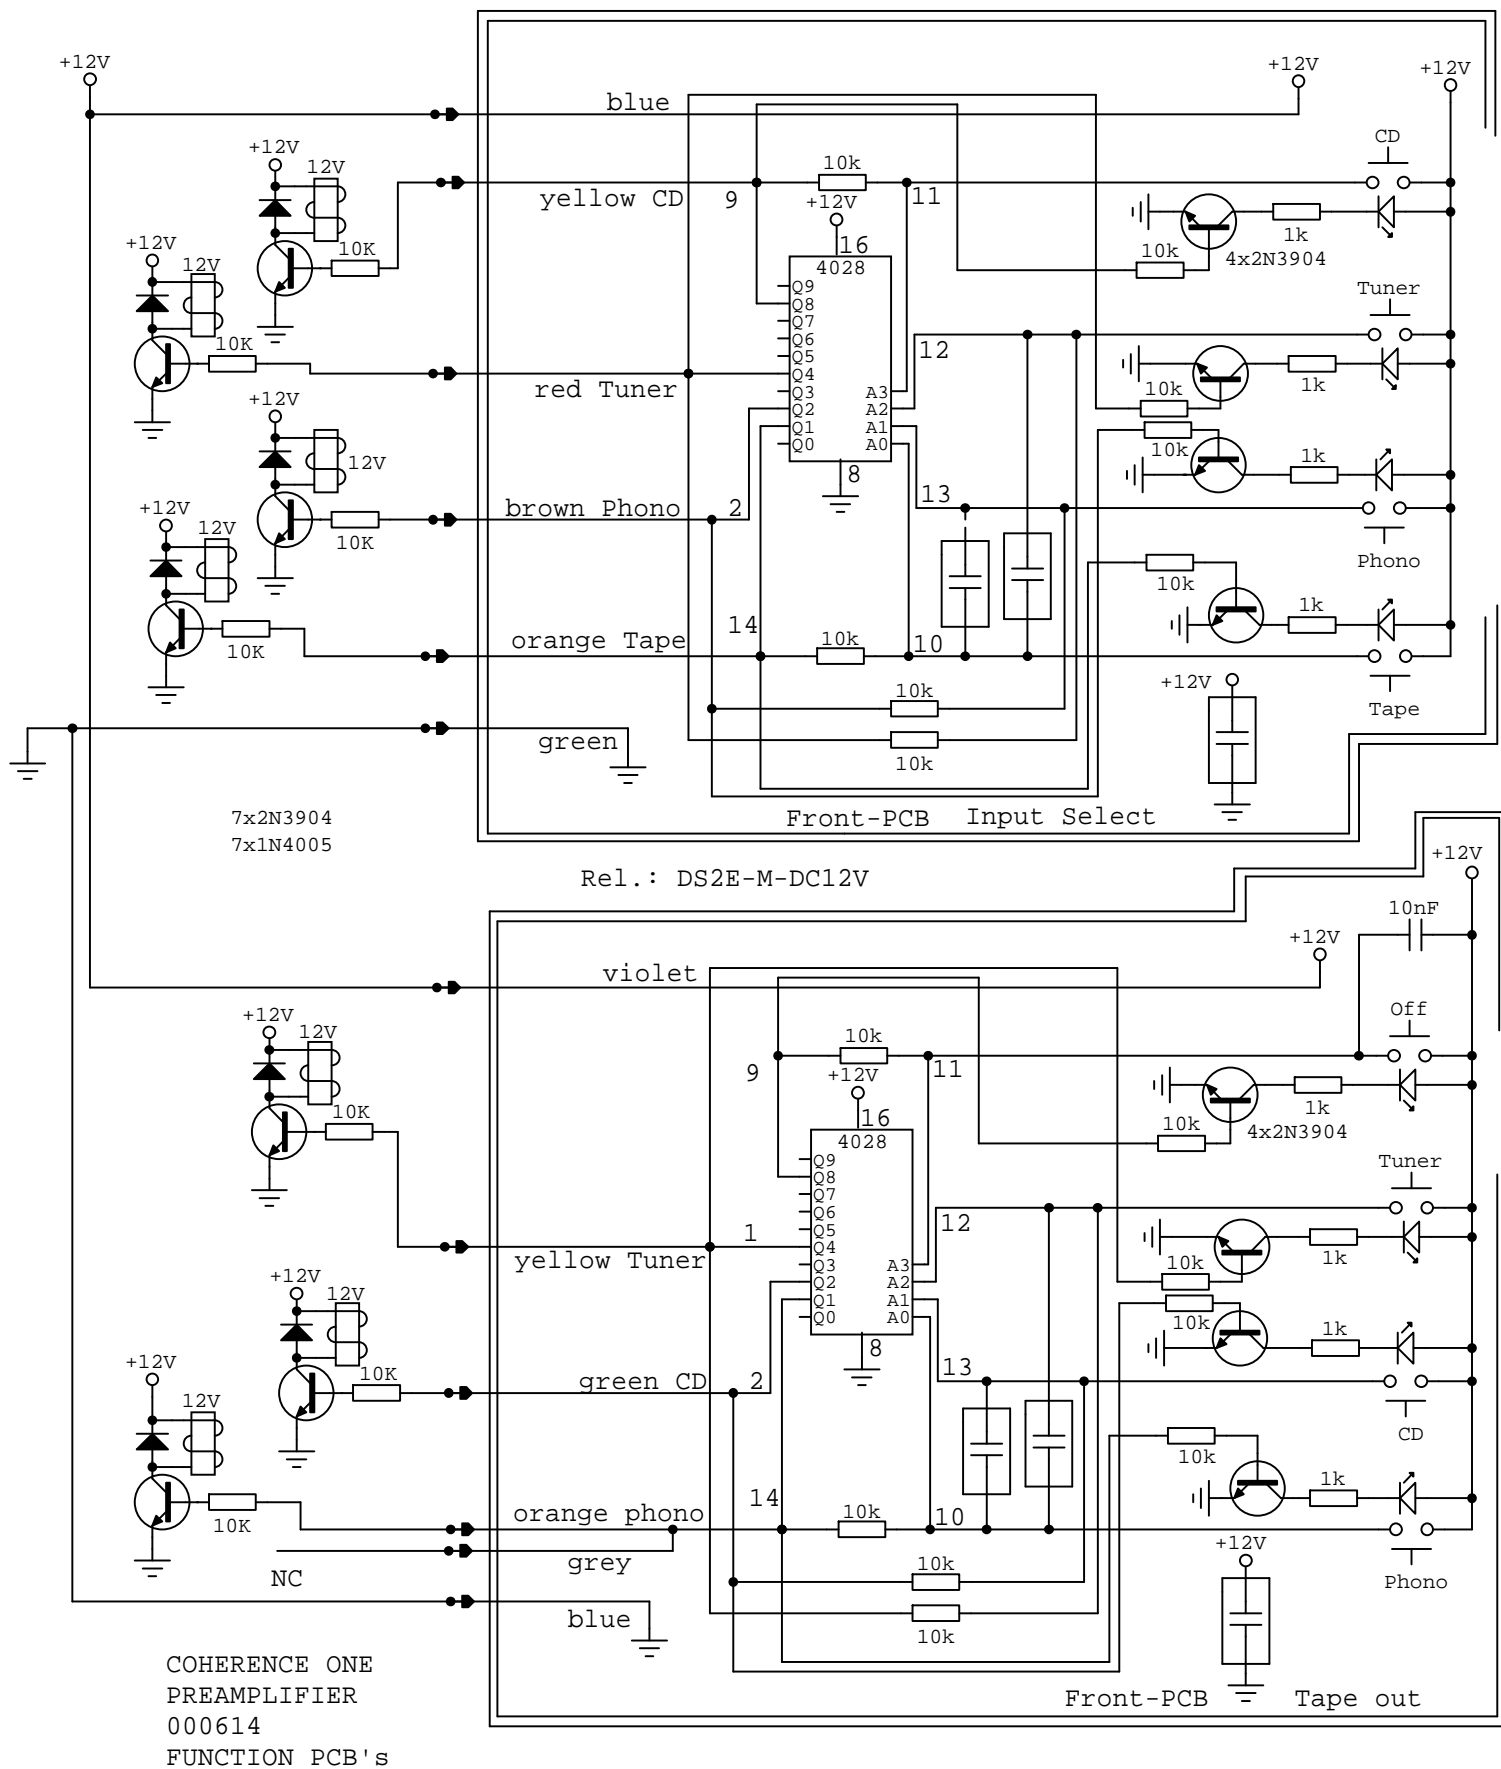 +12V
+12V
+12V
blue
CD
+12V
12V
10k
yellow CD
9
+12V
11
10K
16
10k
1k
4x2N3904
+12V
12V
4028
Q9
Q8
Q7
Q6
Q5
Q4
Q3
Q2
Q1
Q0
A3
A2
A1
A0
8
Tuner
12
10K
red Tuner
1k
10k
+12V
12V
10k
1k
10K
brown Phono
2
13
Phono
+12V
12V
10k
14
1k
10K
orange Tape
10k
10
+12V
10k
Tape
green
10k
7x2N3904
7x1N4005
Front-PCB Input Select
Rel.: DS2E-M-DC12V
+12V
10nF
+12V
violet
Off
+12V
12V
10k
9
+12V
11
16
10K
10k
1k
4x2N3904
4028
Q9
Q8
Q7
Q6
Q5
Q4
Q3
Q2
Q1
Q0
A3
A2
A1
A0
8
Tuner
12
1
yellow Tuner
10k
1k
+12V
12V
10k
1k
+12V
12V
10K
green CD
2
13
CD
10k
1k
14
orange phono
10k
10
10K
+12V
grey
10k
Phono
NC
blue
10k
COHERENCE ONE
PREAMPLIFIER
000614
FUNCTION PCB's
Front-PCB Tape out